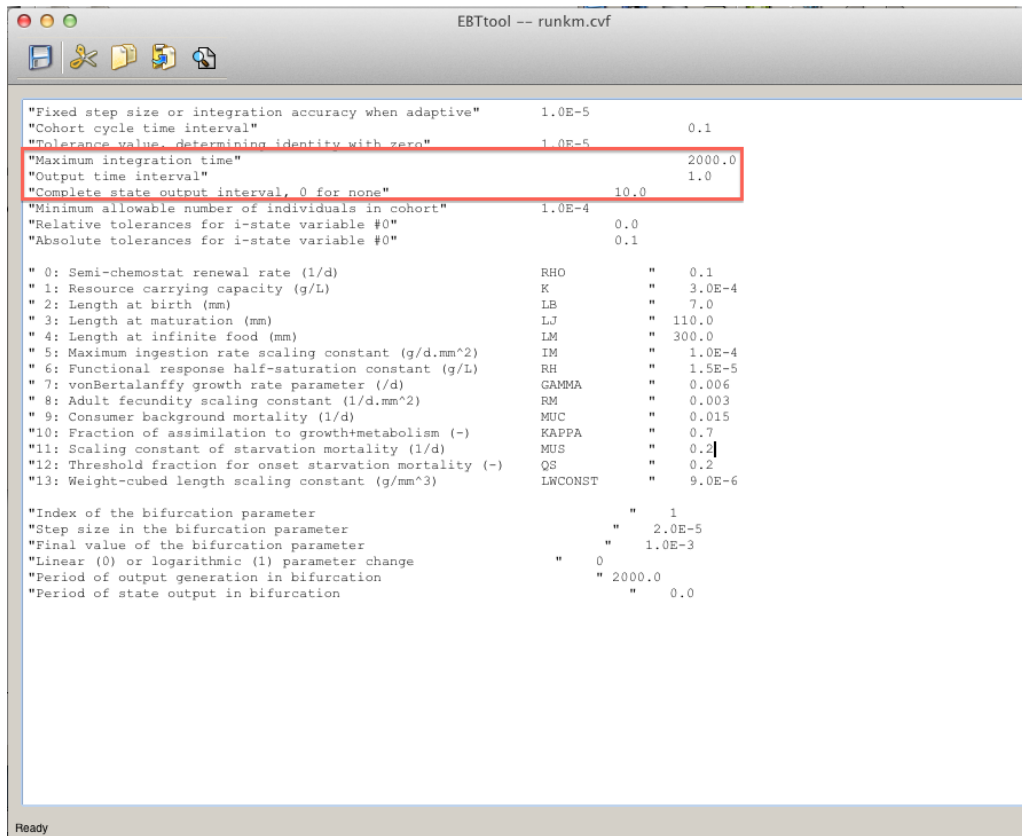 EBTtool -- runkm.cvf
"Fixed step size or integration accuracy when adaptive" 1.0E-5
"Cohort cycle time interval" 0.1
"Tolerance value, determining identity with zero" 1.0E-5
"Maximum integration time" 2000.0
"Output time interval" 1.0
"Complete state output interval, 0 for none" 10.0
"Minimum allowable number of individuals in cohort" 1.0E-4
"Relative tolerances for i-state variable #0" 0.0
"Absolute tolerances for i-state variable #0" 0.1
" 0: Semi-chemostat renewal rate (1/d) RHO " 0.1
" 1: Resource carrying capacity (g/L) K " 3.0E-4
" 2: Length at birth (mm) LB " 7.0
" 3: Length at maturation (mm) LJ " 110.0
" 4: Length at infinite food (mm) LM " 300.0
" 5: Maximum ingestion rate scaling constant (g/d.mm^2) IM " 1.0E-4
" 6: Functional response half-saturation constant (g/L) RH " 1.5E-5
" 7: vonBertalanffy growth rate parameter (/d) GAMMA " 0.006
" 8: Adult fecundity scaling constant (1/d.mm^2) RM " 0.003
" 9: Consumer background mortality (1/d) MUC " 0.015
"10: Fraction of assimilation to growth+metabolism (-) KAPPA " 0.7
"11: Scaling constant of starvation mortality (1/d) MUS " 0.2
"12: Threshold fraction for onset starvation mortality (-) QS " 0.2
"13: Weight-cubed length scaling constant (g/mm^3) LWCONST " 9.0E-6
"Index of the bifurcation parameter " 1
"Step size in the bifurcation parameter " 2.0E-5
"Final value of the bifurcation parameter " 1.0E-3
"Linear (0) or logarithmic (1) parameter change " 0
"Period of output generation in bifurcation " 2000.0
"Period of state output in bifurcation " 0.0
Ready